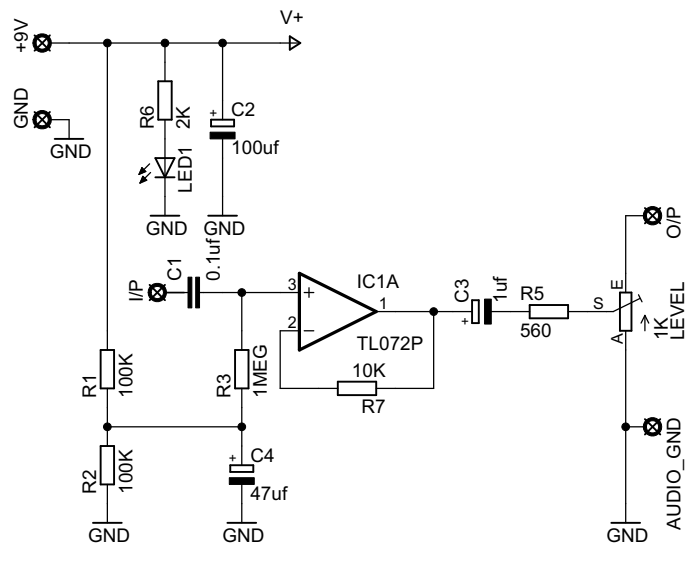 +9V
V+
GND
GND
R6
2K
C2
+
100uf
LED1
GND
GND
I/P
C1
0.1uf
3
+
IC1A
1
2
−
TL072P
C3
+
1uf
R5
560
O/P
E
S
A
1K
LEVEL
R1
100K
R3
1MEG
10K
R7
R2
100K
C4
+
47uf
AUDIO_GND
GND
GND
GND